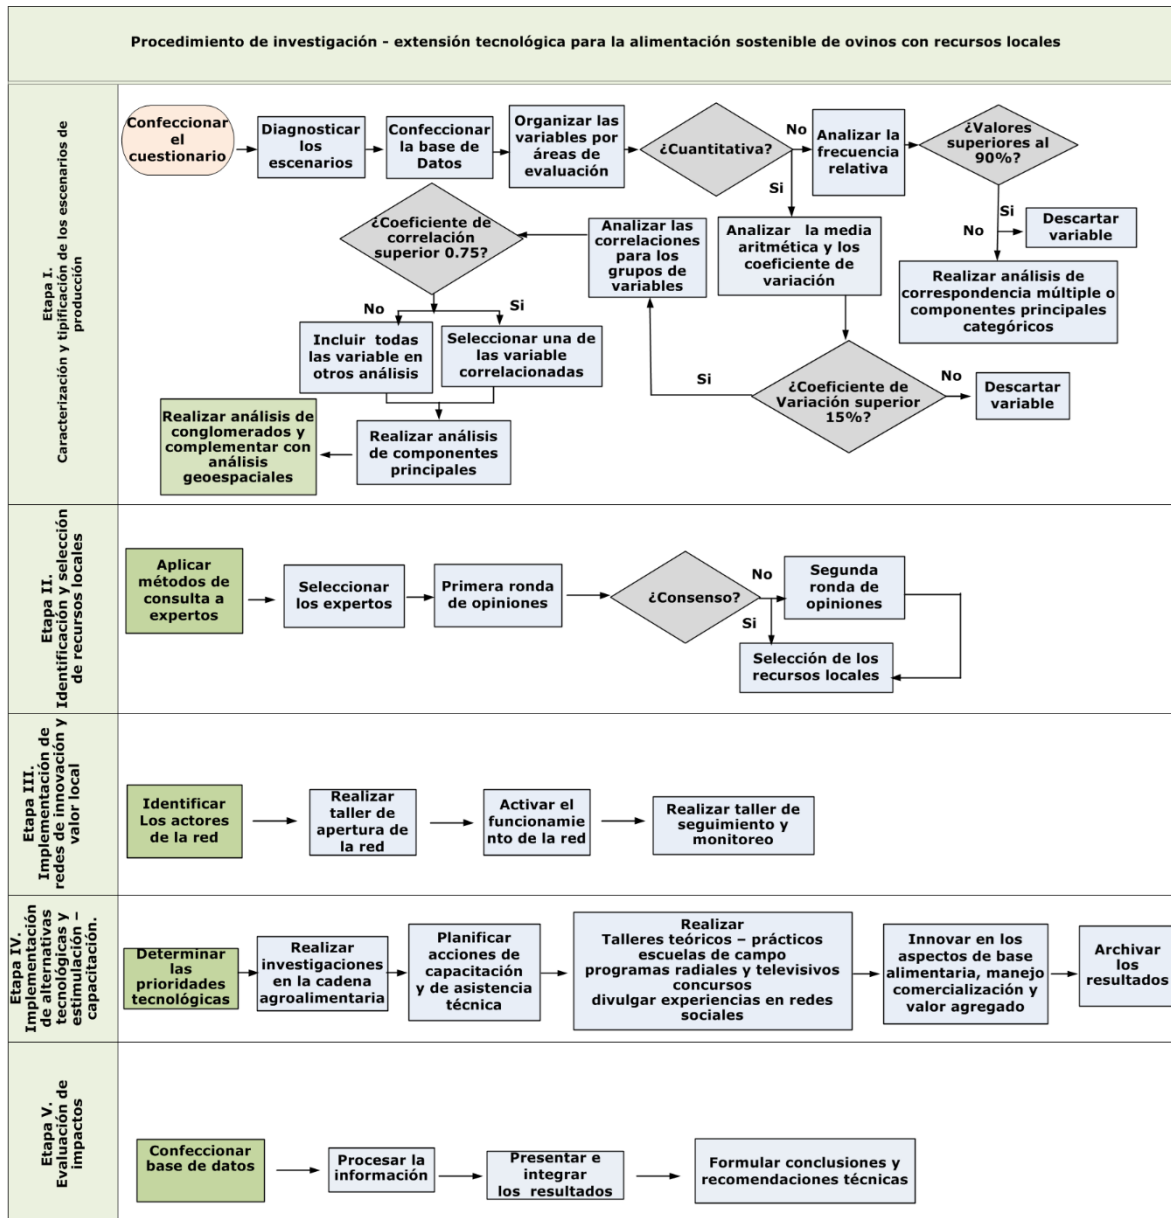 Procedimiento de investigación - extensión tecnológica para la alimentación sostenible de ovinos con recursos locales
Etapa I.
Caracterización y tipificación de los escenarios de
producción
Confeccionar
el
cuestionario
Diagnosticar
los
escenarios
Confeccionar
la base de
Datos
Organizar las
variables por
áreas de
evaluación
¿Cuantitativa?
No
Analizar la
frecuencia
relativa
¿Valores
superiores al
90%?
Si
Si
No
Descartar
variable
Realizar análisis de
correspondencia múltiple o
componentes principales
categóricos
Analizar la media
aritmética y los
coeficiente de
variación
Analizar las
correlaciones
para los
grupos de
variables
¿Coeficiente de
correlación
superior 0.75?
No
Si
Incluir todas
las variable en
otros análisis
Seleccionar una de
las variable
correlacionadas
Si
¿Coeficiente de
Variación superior
15%?
No
Descartar
variable
Realizar análisis de
conglomerados y
complementar con
análisis
geoespaciales
Realizar análisis
de componentes
principales
Etapa II.
Identificación y selección
de recursos locales
Aplicar
métodos de
consulta a
expertos
Seleccionar
los expertos
Primera ronda
de opiniones
¿Consenso?
No
Si
Segunda
ronda de
opiniones
Selección de los
recursos locales
Etapa III.
Implementación de
redes de innovación y
valor local
Identificar
Los actores
de la red
Realizar
taller de
apertura de
la red
Activar el
funcionamie
nto de la red
Realizar taller de
seguimiento y
monitoreo
Etapa IV.
Implementación
de alternativas
tecnológicas y
estimulación –
capacitación.
Determinar
las
prioridades
tecnológicas
Realizar
investigaciones
en la cadena
agroalimentaria
Planificar
acciones de
capacitación
y de asistencia
técnica
Realizar
Talleres teóricos – prácticos
escuelas de campo
programas radiales y televisivos
concursos
divulgar experiencias en redes
sociales
Innovar en los
aspectos de base
alimentaria, manejo
comercialización y
valor agregado
Archivar
los
resultados
Etapa V.
Evaluación de
impactos
Confeccionar
base de datos
Procesar la
información
Presentar e
integrar
los resultados
Formular conclusiones y
recomendaciones técnicas